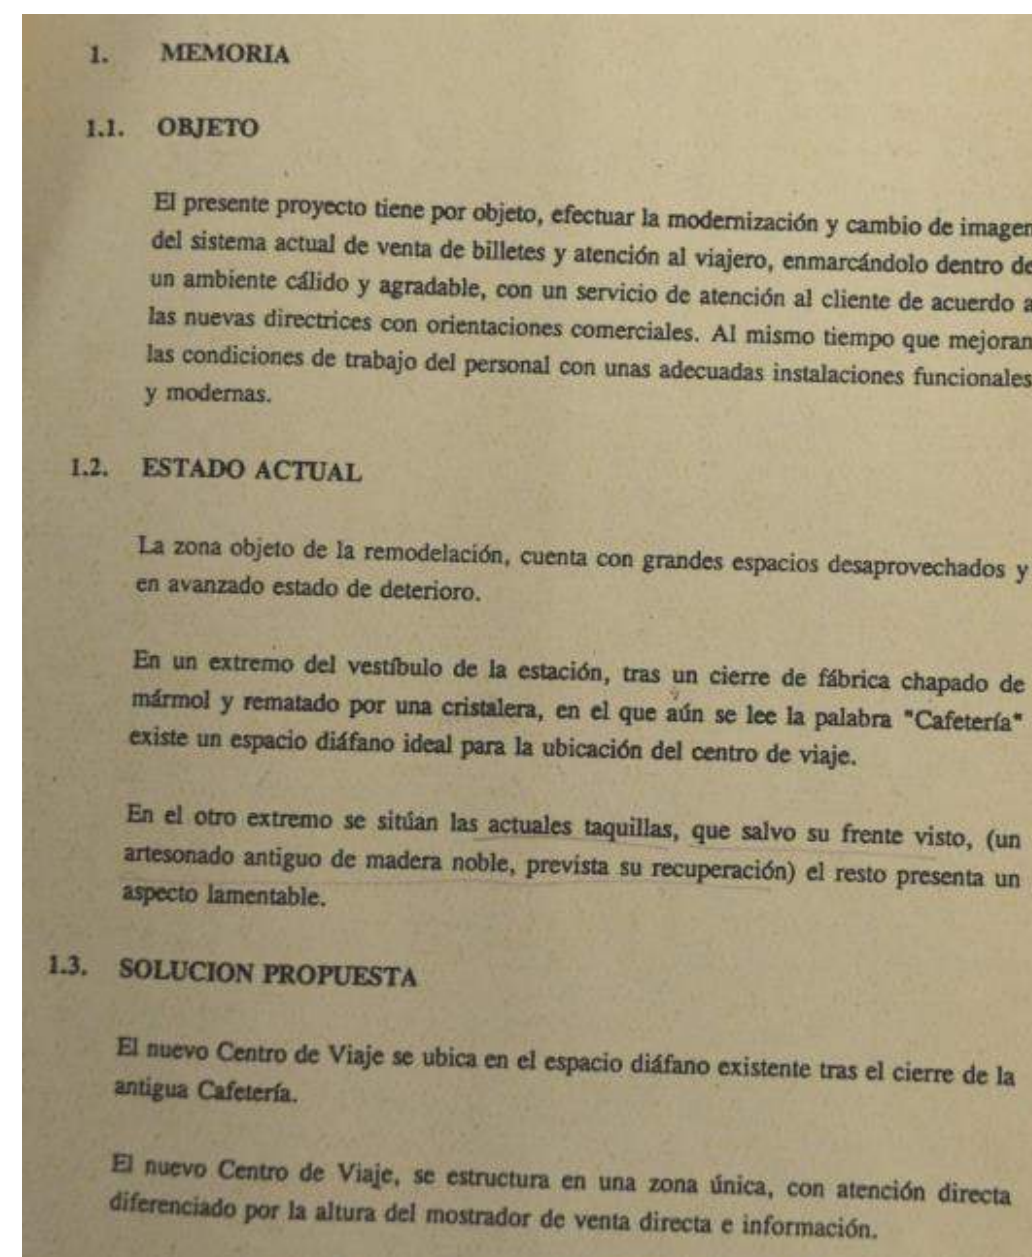 1. MEMORIA
1.1. OBJETO
El presente proyecto tiene por objeto, efectuar la modernización y cambio de imagen
del sistema actual de venta de billetes y atención al viajero, enmarcándolo dentro de
un ambiente cálido y agradable, con un servicio de atención al cliente de acuerdo a
las nuevas directrices con orientaciones comerciales. Al mismo tiempo que mejoran
las condiciones de trabajo del personal con unas adecuadas instalaciones funcionales
y modernas.
1.2. ESTADO ACTUAL
La zona objeto de la remodelación, cuenta con grandes espacios desaprovechados y
en avanzado estado de deterioro.
En un extremo del vestíbulo de la estación, tras un cierre de fábrica chapado de
mármol y rematado por una cristalera, en el que aún se lee la palabra "Cafetería"
existe un espacio diáfano ideal para la ubicación del centro de viaje.
En el otro extremo se sitúan las actuales taquillas, que salvo su frente visto, (un
artesonado antiguo de madera noble, prevista su recuperación) el resto presenta un
aspecto lamentable.
1.3. SOLUCION PROPUESTA
El nuevo Centro de Viaje se ubica en el espacio diáfano existente tras el cierre de la
antigua Cafetería.
El nuevo Centro de Viaje, se estructura en una zona única, con atención directa
diferenciado por la altura del mostrador de venta directa e información.